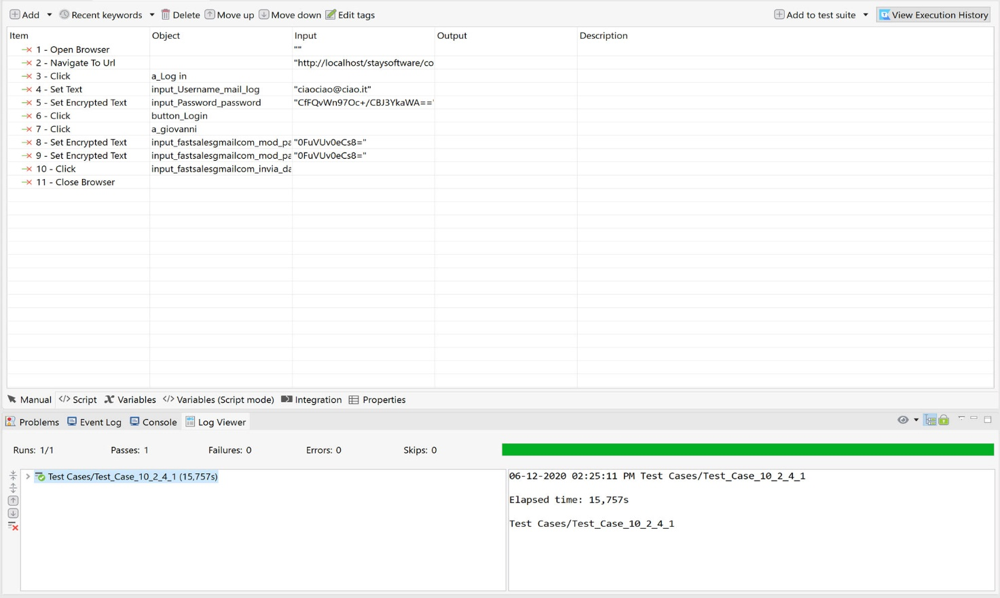 Add Recent keywords Delete Move up Move down Edit tags Add to test suite View Execution History
Item Object Input Output Description
1 - Open Browser ""
2 - Navigate To Url "http://localhost/staysoftware/co
3 - Click a_Log in
4 - Set Text input_Username_mail_log "ciaociao@ciao.it"
5 - Set Encrypted Text input_Password_password "CfFQvWn97Oc+/CBJ3YkaWA=="
6 - Click button_Login
7 - Click a_giovanni
8 - Set Encrypted Text input_fastsalesgmailcom_mod_pa "0FuVUv0eCs8="
9 - Set Encrypted Text input_fastsalesgmailcom_mod_pa "0FuVUv0eCs8="
10 - Click input_fastsalesgmailcom_invia_da
11 - Close Browser
Manual Script Variables Variables (Script mode) Integration Properties
Problems Event Log Console Log Viewer
Runs: 1/1 Passes: 1 Failures: 0 Errors: 0 Skips: 0
Test Cases/Test_Case_10_2_4_1 (15,757s)
06-12-2020 02:25:11 PM Test Cases/Test_Case_10_2_4_1
Elapsed time: 15,757s
Test Cases/Test_Case_10_2_4_1